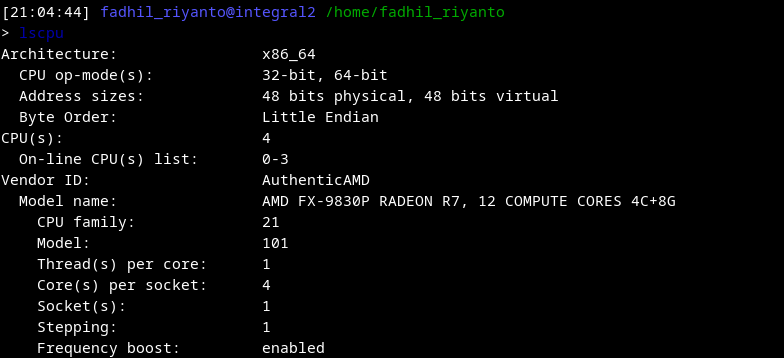 [21:04:44] fadhil_riyanto@integral2 /home/fadhil_riyanto
> lscpu
Architecture:                x86_64
  CPU op-mode(s):            32-bit, 64-bit
  Address sizes:             48 bits physical, 48 bits virtual
  Byte Order:                Little Endian
CPU(s):                      4
  On-line CPU(s) list:       0-3
Vendor ID:                   AuthenticAMD
  Model name:                AMD FX-9830P RADEON R7, 12 COMPUTE CORES 4C+8G
    CPU family:              21
    Model:                   101
    Thread(s) per core:      1
    Core(s) per socket:      4
    Socket(s):               1
    Stepping:                1
    Frequency boost:         enabled